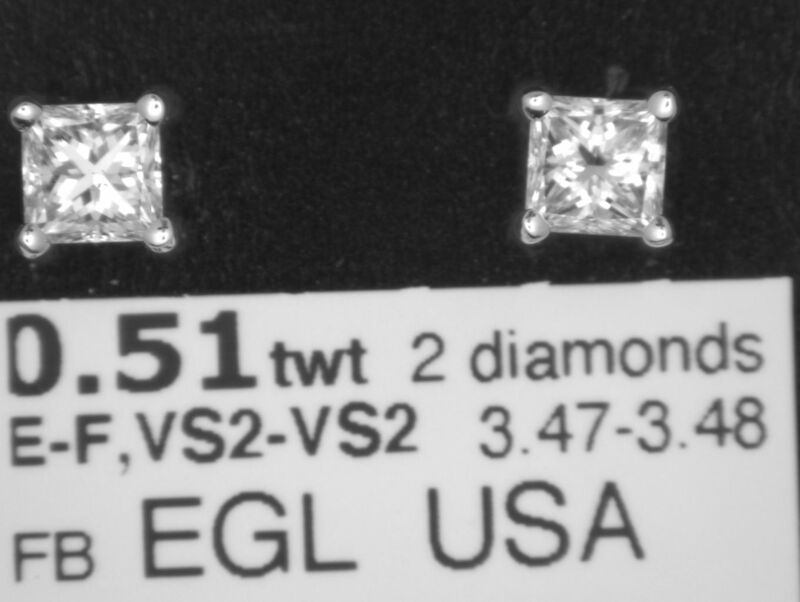 0.51 twt 2 diamonds
E-F,VS2-VS2 3.47-3.48
FB EGL USA